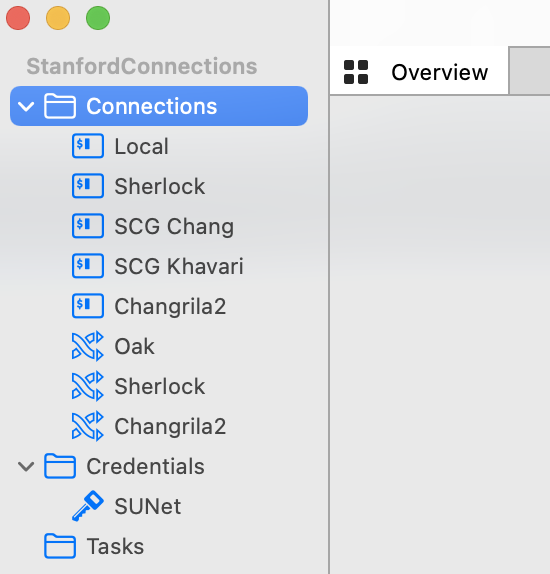 StanfordConnections
Overview
Connections
$ Local
$ Sherlock
$ SCG Chang
$ SCG Khavari
$ Changrila2
Oak
Sherlock
Changrila2
Credentials
SUNet
Tasks